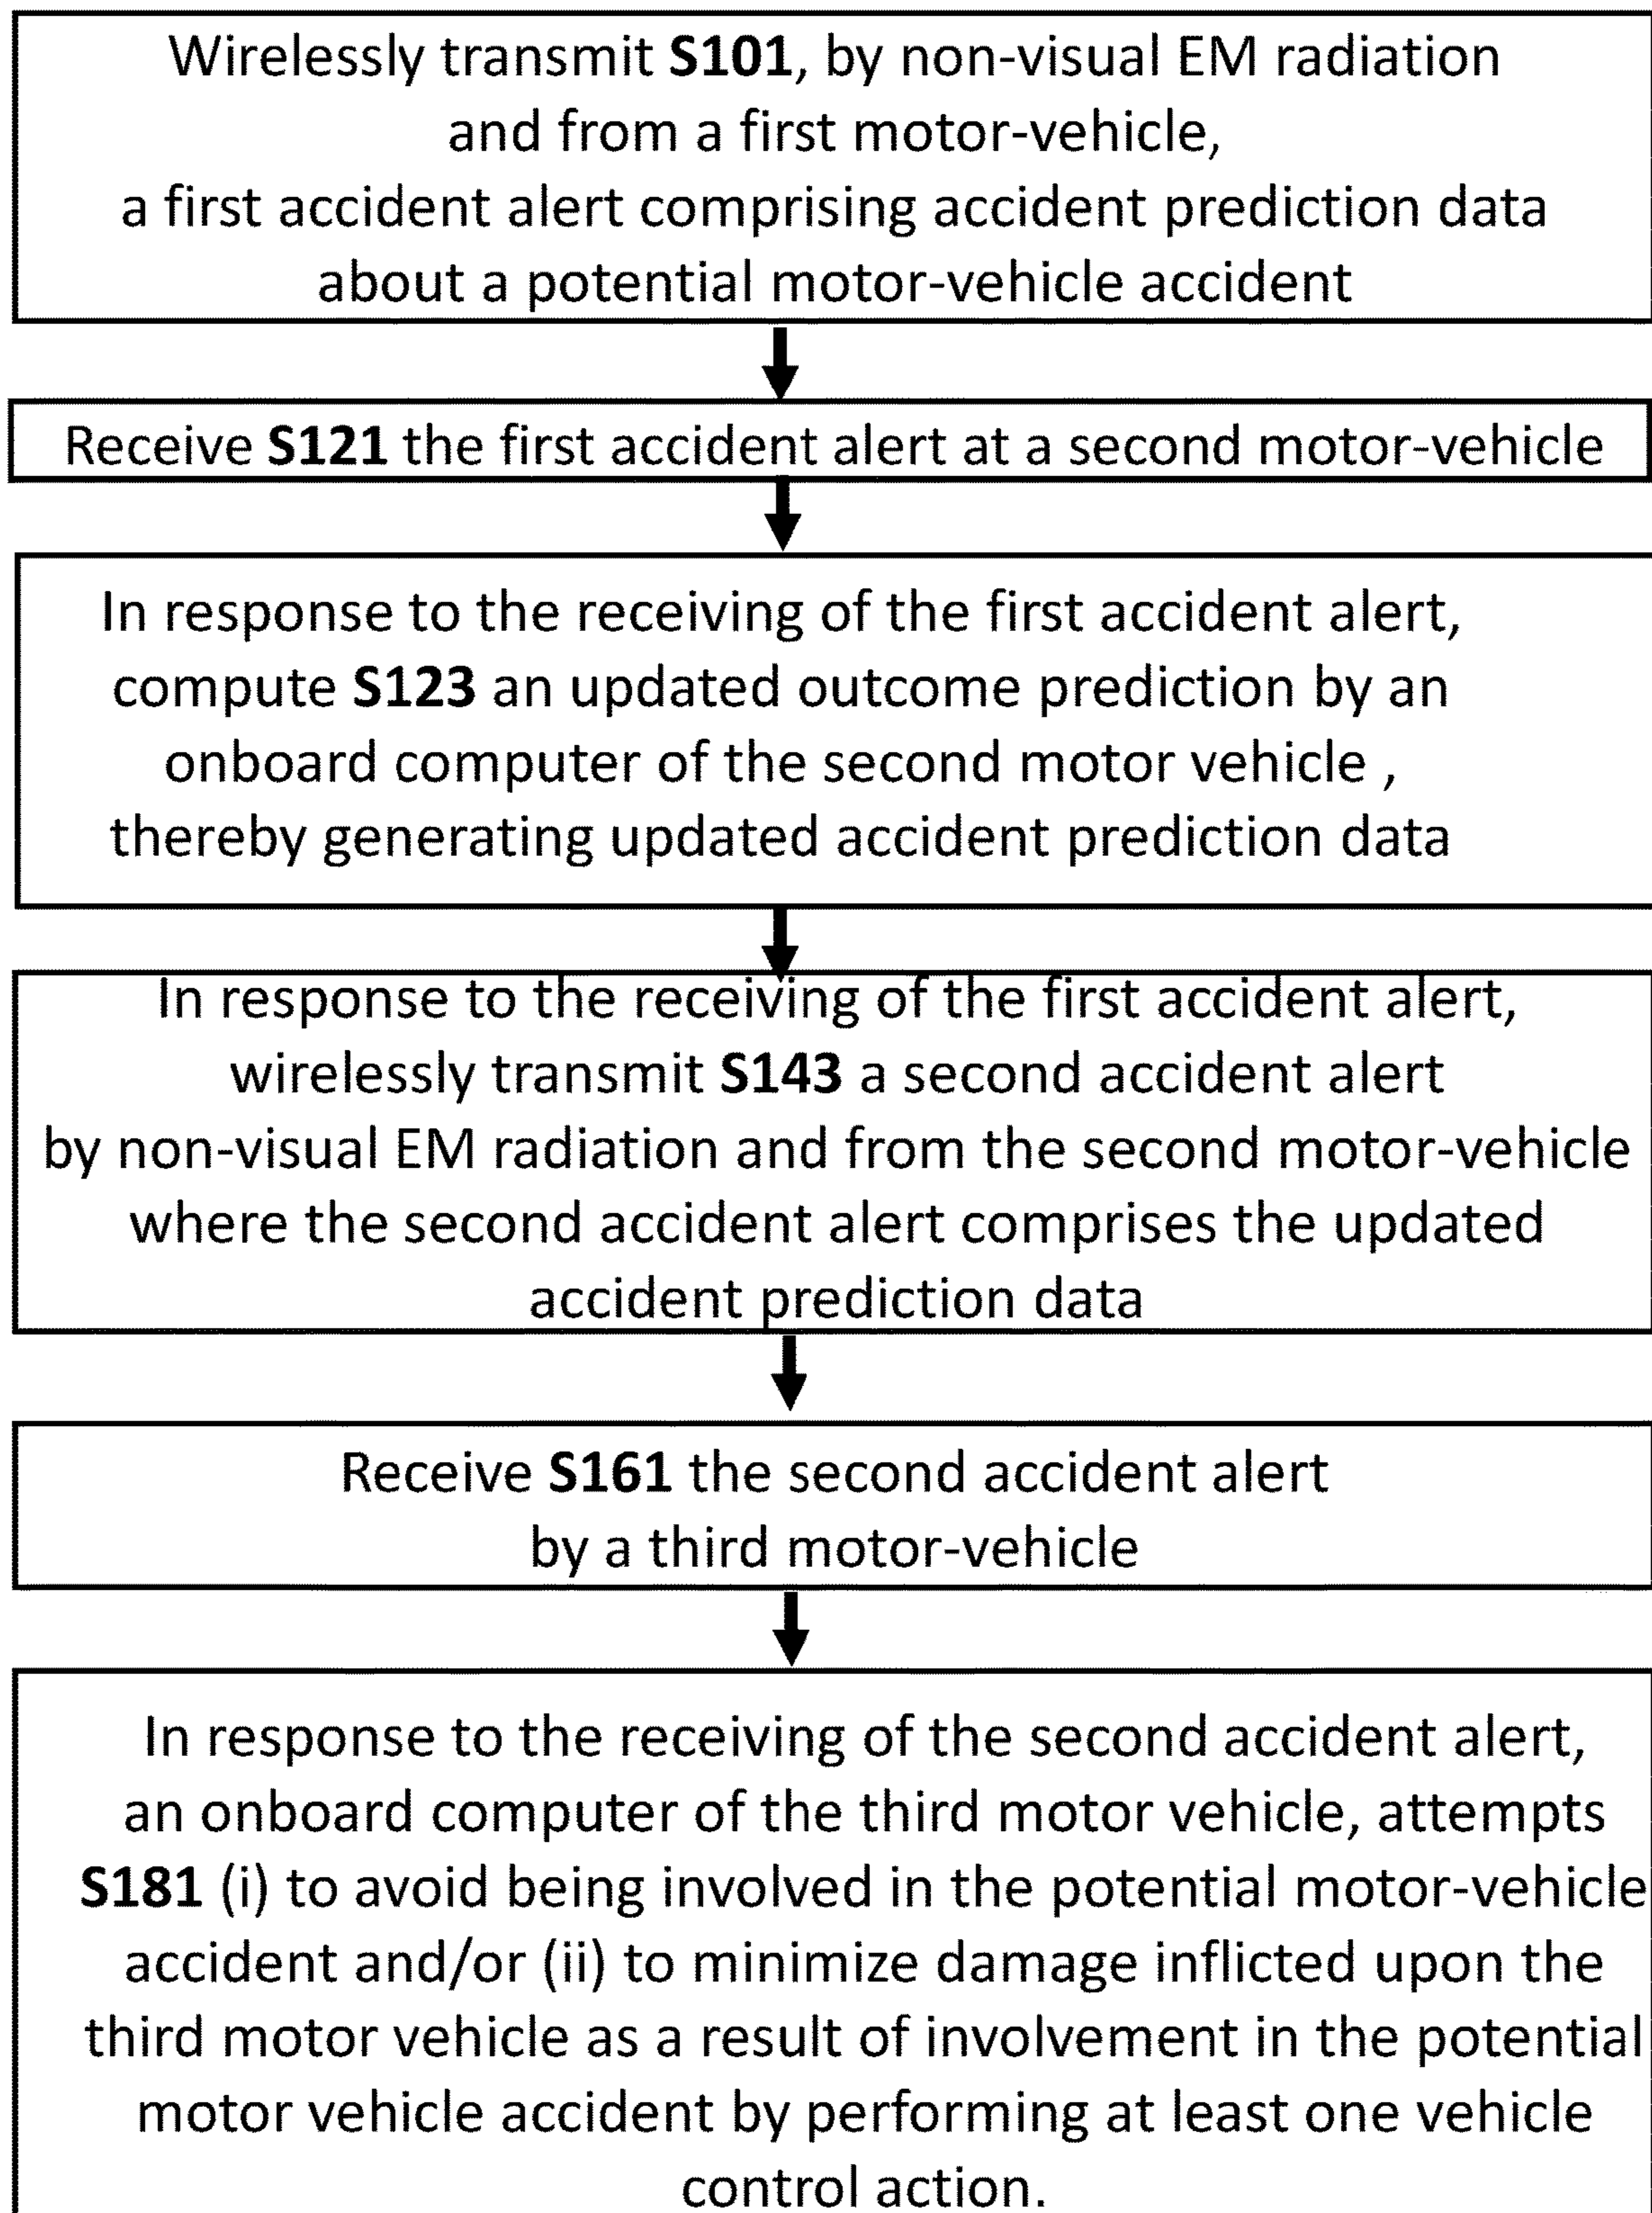 Wirelessly transmit S101, by non-visual EM radiation
and from a first motor-vehicle,
a first accident alert comprising accident prediction data
about a potential motor-vehicle accident
Receive S121 the first accident alert at a second motor-vehicle
In response to the receiving of the first accident alert,
compute S123 an updated outcome prediction by an
onboard computer of the second motor vehicle ,
thereby generating updated accident prediction data
In response to the receiving of the first accident alert,
wirelessly transmit S143 a second accident alert
by non-visual EM radiation and from the second motor-vehicle
where the second accident alert comprises the updated
accident prediction data
Receive S161 the second accident alert
by a third motor-vehicle
In response to the receiving of the second accident alert,
an onboard computer of the third motor vehicle, attempts
S181 (i) to avoid being involved in the potential motor-vehicle
accident and/or (ii) to minimize damage inflicted upon the
third motor vehicle as a result of involvement in the potential
motor vehicle accident by performing at least one vehicle
control action.